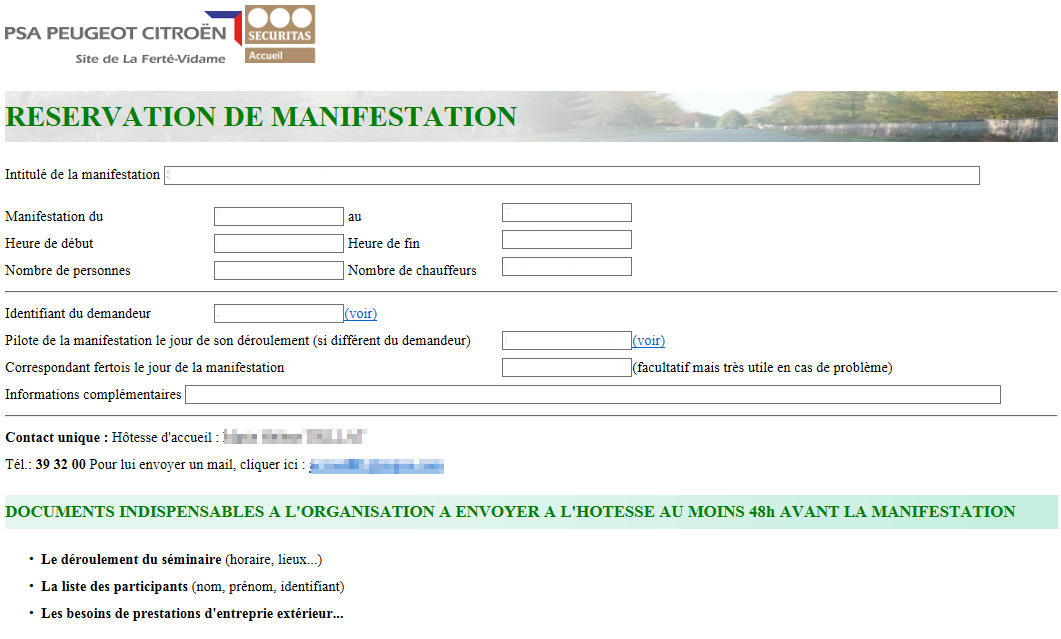 PSA PEUGEOT CITROËN
Site de La Ferté-Vidame
SECURITAS
Accueil
RESERVATION DE MANIFESTATION
Intitulé de la manifestation
Manifestation du au
Heure de début Heure de fin
Nombre de personnes Nombre de chauffeurs
Identifiant du demandeur (voir)
Pilote de la manifestation le jour de son déroulement (si différent du demandeur) (voir)
Correspondant fertois le jour de la manifestation (facultatif mais très utile en cas de problème)
Informations complémentaires
Contact unique : Hôtesse d'accueil :
Tél.: 39 32 00 Pour lui envoyer un mail, cliquer ici :
DOCUMENTS INDISPENSABLES A L'ORGANISATION A ENVOYER A L'HOTESSE AU MOINS 48h AVANT LA MANIFESTATION
• Le déroulement du séminaire (horaire, lieux...)
• La liste des participants (nom, prénom, identifiant)
• Les besoins de prestations d'entreprie extérieur...